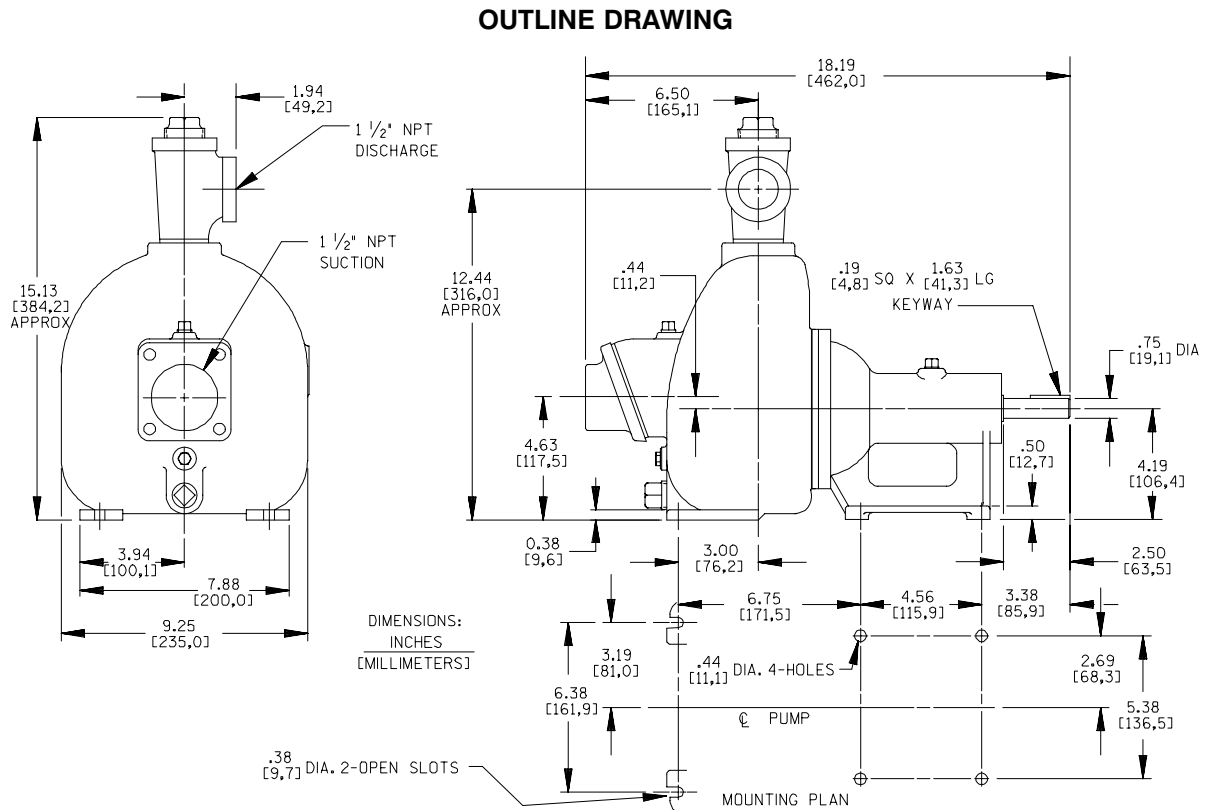 OUTLINE DRAWING
18.19
[462,0]
1.94
[49,2]
6.50
[165,1]
1 1/2" NPT
DISCHARGE
1 1/2" NPT
SUCTION
15.13
[384,2]
APPROX
12.44
[316,0]
APPROX
.44
[11,2]
.19 SQ X 1.63 LG
[4,8] [41,3]
KEYWAY
.75 DIA
[19,1]
4.63
[117,5]
.50
[12,7]
4.19
[106,4]
0.38
[9,6]
3.00
[76,2]
2.50
[63,5]
3.94
[100,1]
7.88
[200,0]
9.25
[235,0]
6.75
[171,5]
4.56
[115,9]
3.38
[85,9]
DIMENSIONS:
INCHES
[MILLIMETERS]
3.19
[81,0]
.44 DIA. 4-HOLES
[11,1]
2.69
[68,3]
6.38
[161,9]
℄ PUMP
5.38
[136,5]
.38 DIA. 2-OPEN SLOTS
[9,7]
MOUNTING PLAN